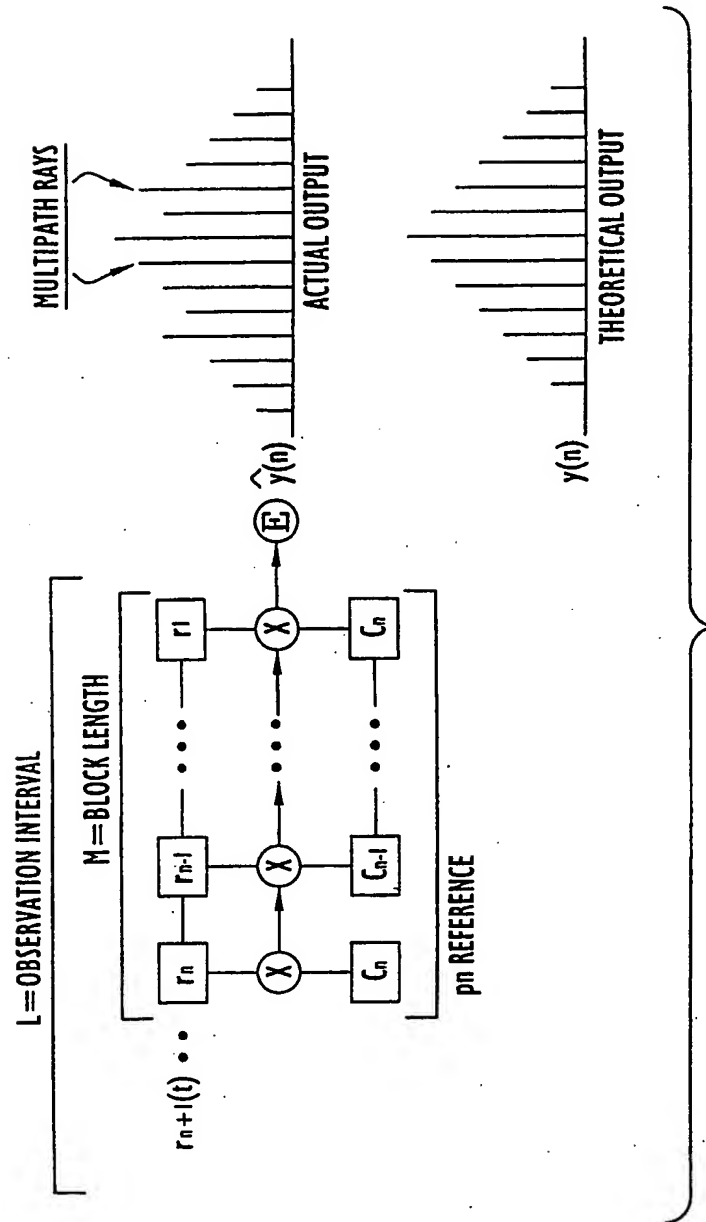 L=OBSERVATION INTERVAL
M=BLOCK LENGTH
MULTIPATH RAYS
rn+1(t) •• rn rn-1 ••• r1
X X ••• X E ŷ(n)
ACTUAL OUTPUT
Cn Cn-1 ••• Cn
pn REFERENCE
y(n)
THEORETICAL OUTPUT